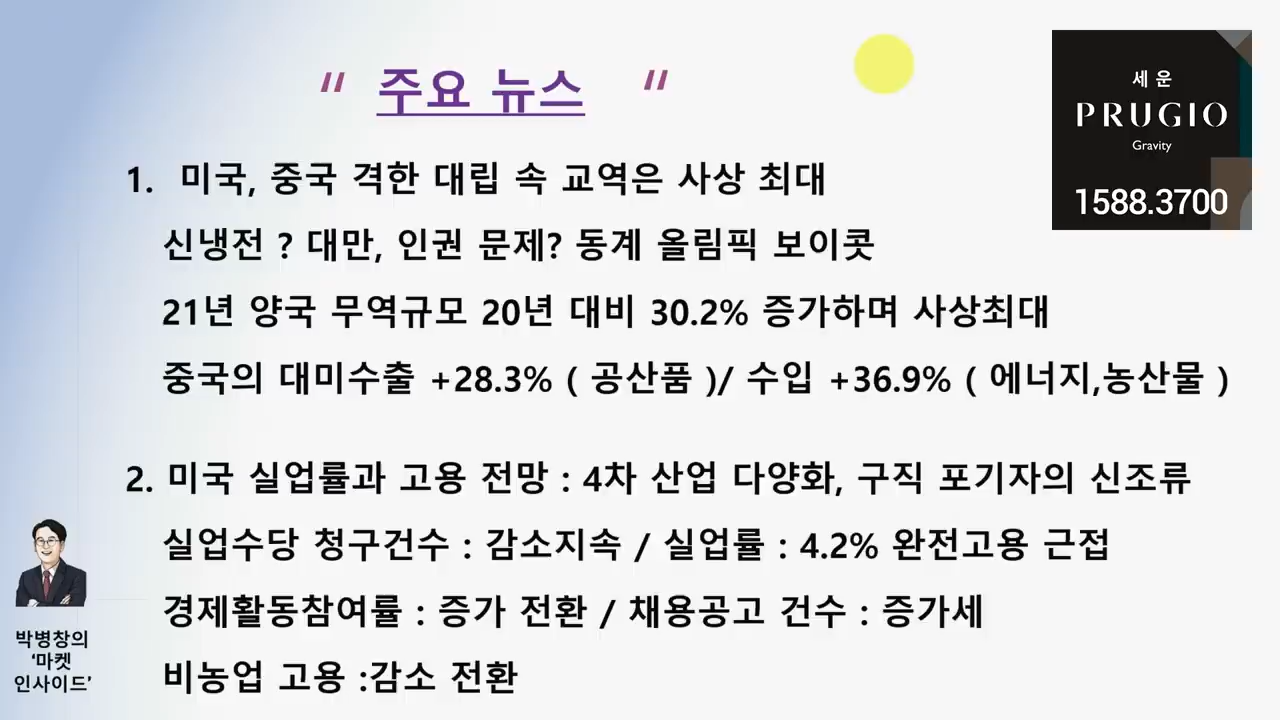 " 주요 뉴스 "
세운
PRUGIO
Gravity
1588.3700
1. 미국, 중국 격한 대립 속 교역은 사상 최대
신냉전 ? 대만, 인권 문제? 동계 올림픽 보이콧
21년 양국 무역규모 20년 대비 30.2% 증가하며 사상최대
중국의 대미수출 +28.3% ( 공산품 )/ 수입 +36.9% ( 에너지,농산물 )
2. 미국 실업률과 고용 전망 : 4차 산업 다양화, 구직 포기자의 신조류
실업수당 청구건수 : 감소지속 / 실업률 : 4.2% 완전고용 근접
경제활동참여률 : 증가 전환 / 채용공고 건수 : 증가세
비농업 고용 :감소 전환
박병창의
‘마켓
인사이드’